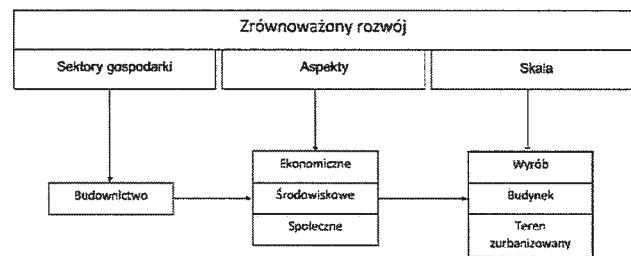 Zrównoważony rozwój
Sektory gospodarki
Aspekty
Skala
Budownictwo
Ekonomiczne
Środowiskowe
Społeczne
Wyrób
Budynek
Teren
zurbanizowany